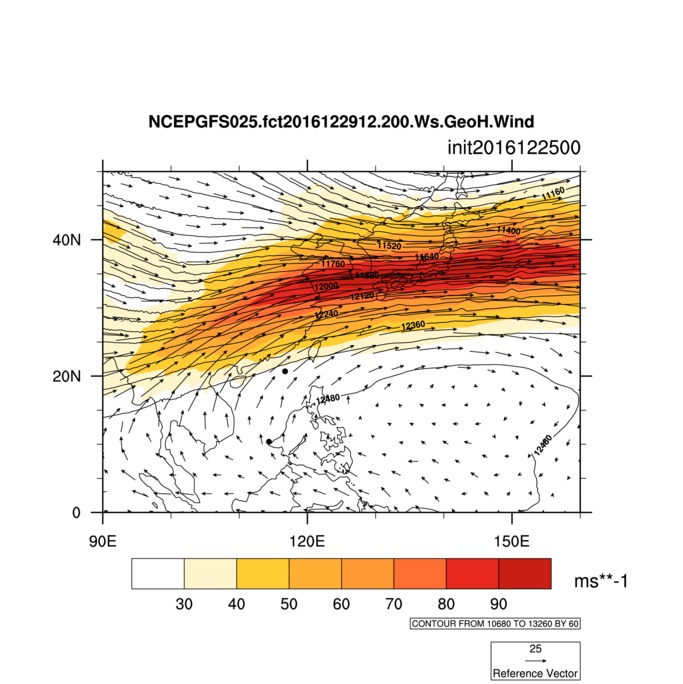 NCEPGFS025.fct2016122912.200.Ws.GeoH.Wind
init2016122500
11160
11400
40N
11520
11640
11760
11880
12000
12120
12240
12360
20N
12480
12480
0
90E 120E 150E
ms**-1
30 40 50 60 70 80 90
CONTOUR FROM 10680 TO 13260 BY 60
25
Reference Vector